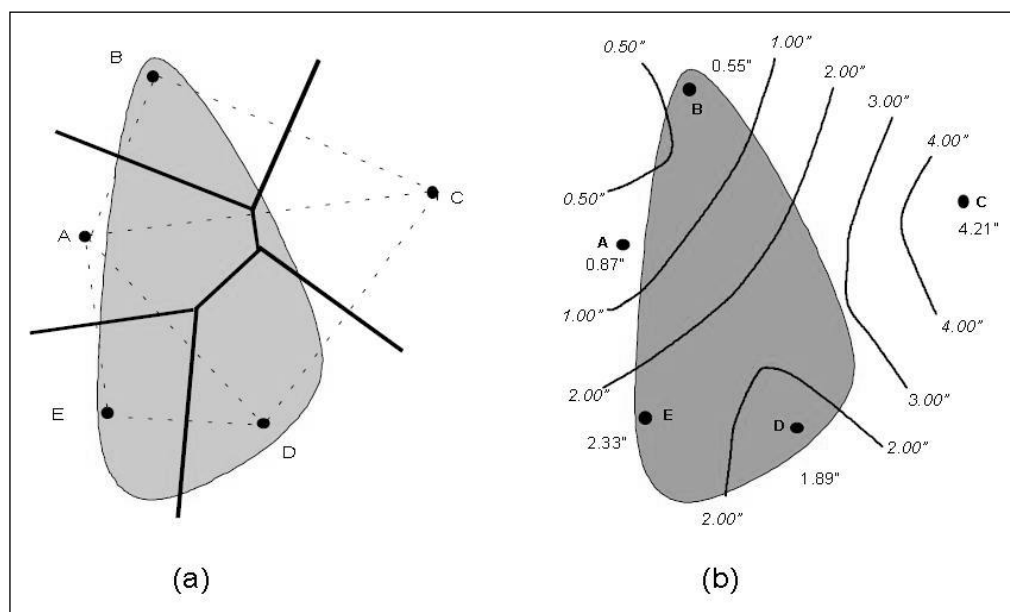 B
C
A
E
D
(a)
0.50”
1.00”
0.55"
2.00”
B
3.00”
4.00”
0.50”
C
4.21"
A
0.87"
1.00”
4.00”
2.00”
3.00”
E
D
2.33"
2.00”
1.89"
2.00”
(b)